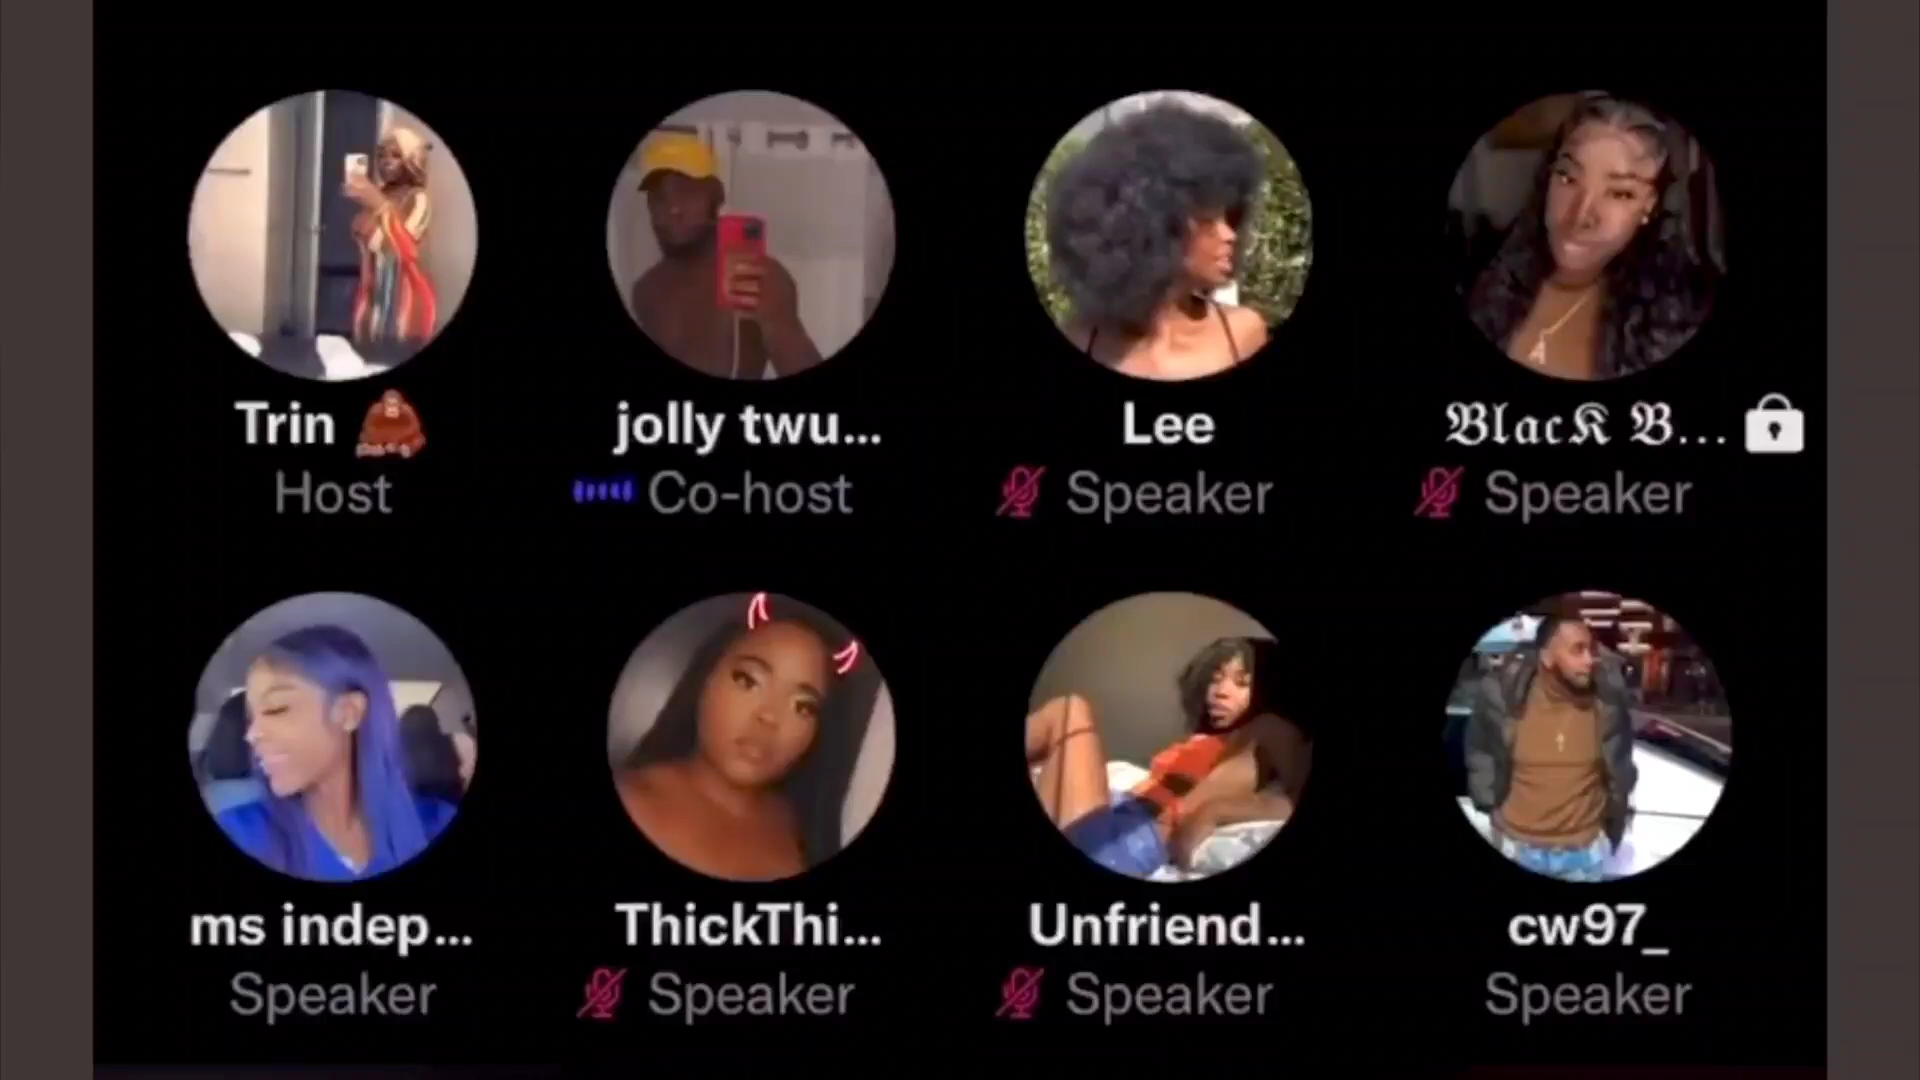 Trin 🦧
Host
jolly twu...
Co-host
Lee
Speaker
𝕭𝖑𝖆𝖈𝕶 𝕭...
Speaker
ms indep...
Speaker
ThickThi...
Speaker
Unfriend...
Speaker
cw97_
Speaker